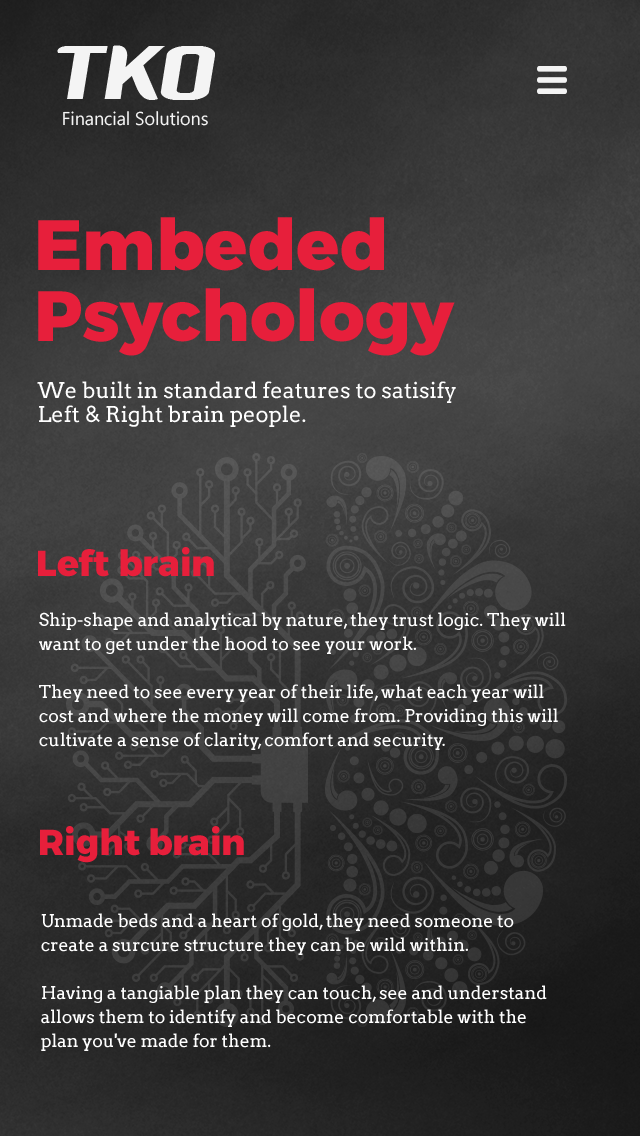 TKO
Financial Solutions
Embeded
Psychology
We built in standard features to satisify
Left & Right brain people.
Left brain
Ship-shape and analytical by nature, they trust logic. They will
want to get under the hood to see your work.
They need to see every year of their life, what each year will
cost and where the money will come from. Providing this will
cultivate a sense of clarity, comfort and security.
Right brain
Unmade beds and a heart of gold, they need someone to
create a surcure structure they can be wild within.
Having a tangiable plan they can touch, see and understand
allows them to identify and become comfortable with the
plan you've made for them.